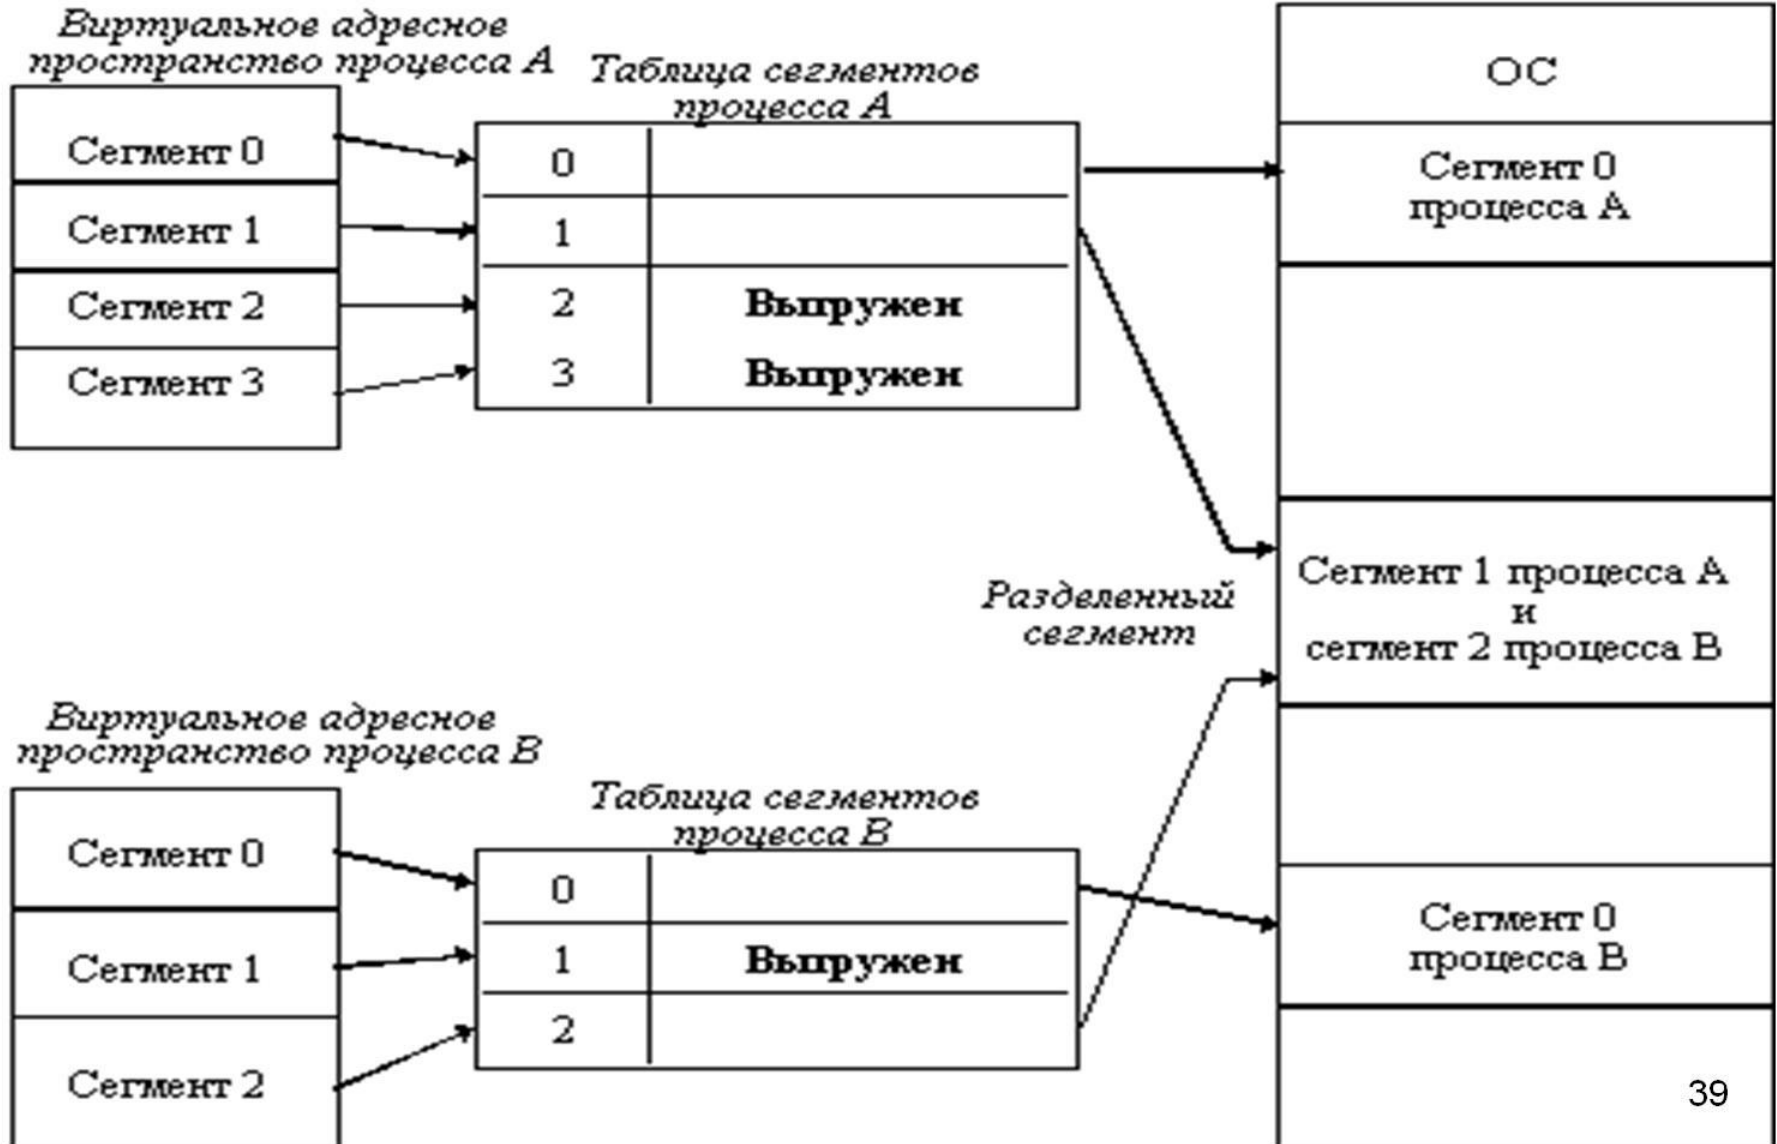 Виртуальное адресное
пространство процесса А
Сегмент 0
Сегмент 1
Сегмент 2
Сегмент 3
Таблица сегментов
процесса А
0
1
2 Выгружен
3 Выгружен
ОС
Сегмент 0
процесса А
Разделенный
сегмент
Сегмент 1 процесса А
и
сегмент 2 процесса В
Виртуальное адресное
пространство процесса В
Сегмент 0
Сегмент 1
Сегмент 2
Таблица сегментов
процесса В
0
1 Выгружен
2
Сегмент 0
процесса В
39